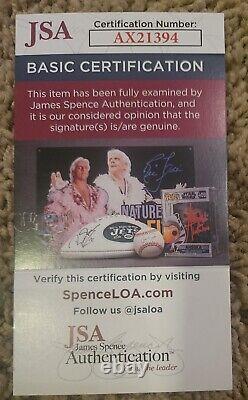 JSA
Certification Number:
AX21394
BASIC CERTIFICATION
This item has been fully examined by
James Spence Authentication, and
it is our considered opinion that the
signature(s) is/are genuine.
NATURE
JETS
Verify this certification by visiting
SpenceLOA.com
Follow us @jsaloa
JSA
James Spence
Authentication
the leader